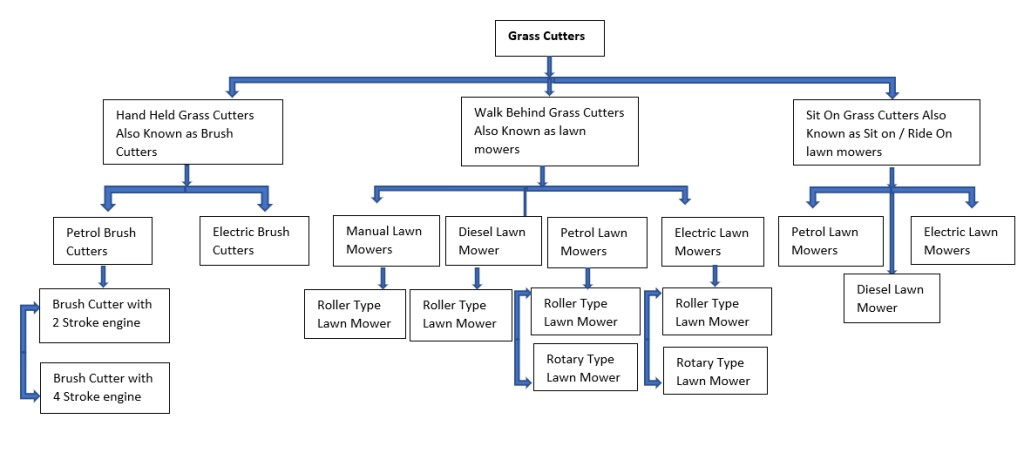 Grass Cutters
Hand Held Grass Cutters
Also Known as Brush
Cutters
Walk Behind Grass Cutters
Also Known as lawn
mowers
Sit On Grass Cutters Also
Known as Sit on / Ride On
lawn mowers
Petrol Brush
Cutters
Electric Brush
Cutters
Manual Lawn
Mowers
Diesel Lawn
Mower
Petrol Lawn
Mowers
Electric Lawn
Mowers
Petrol Lawn
Mowers
Electric Lawn
Mowers
Diesel Lawn
Mower
Brush Cutter with
2 Stroke engine
Roller Type
Lawn Mower
Roller Type
Lawn Mower
Roller Type
Lawn Mower
Roller Type
Lawn Mower
Brush Cutter with
4 Stroke engine
Rotary Type
Lawn Mower
Rotary Type
Lawn Mower